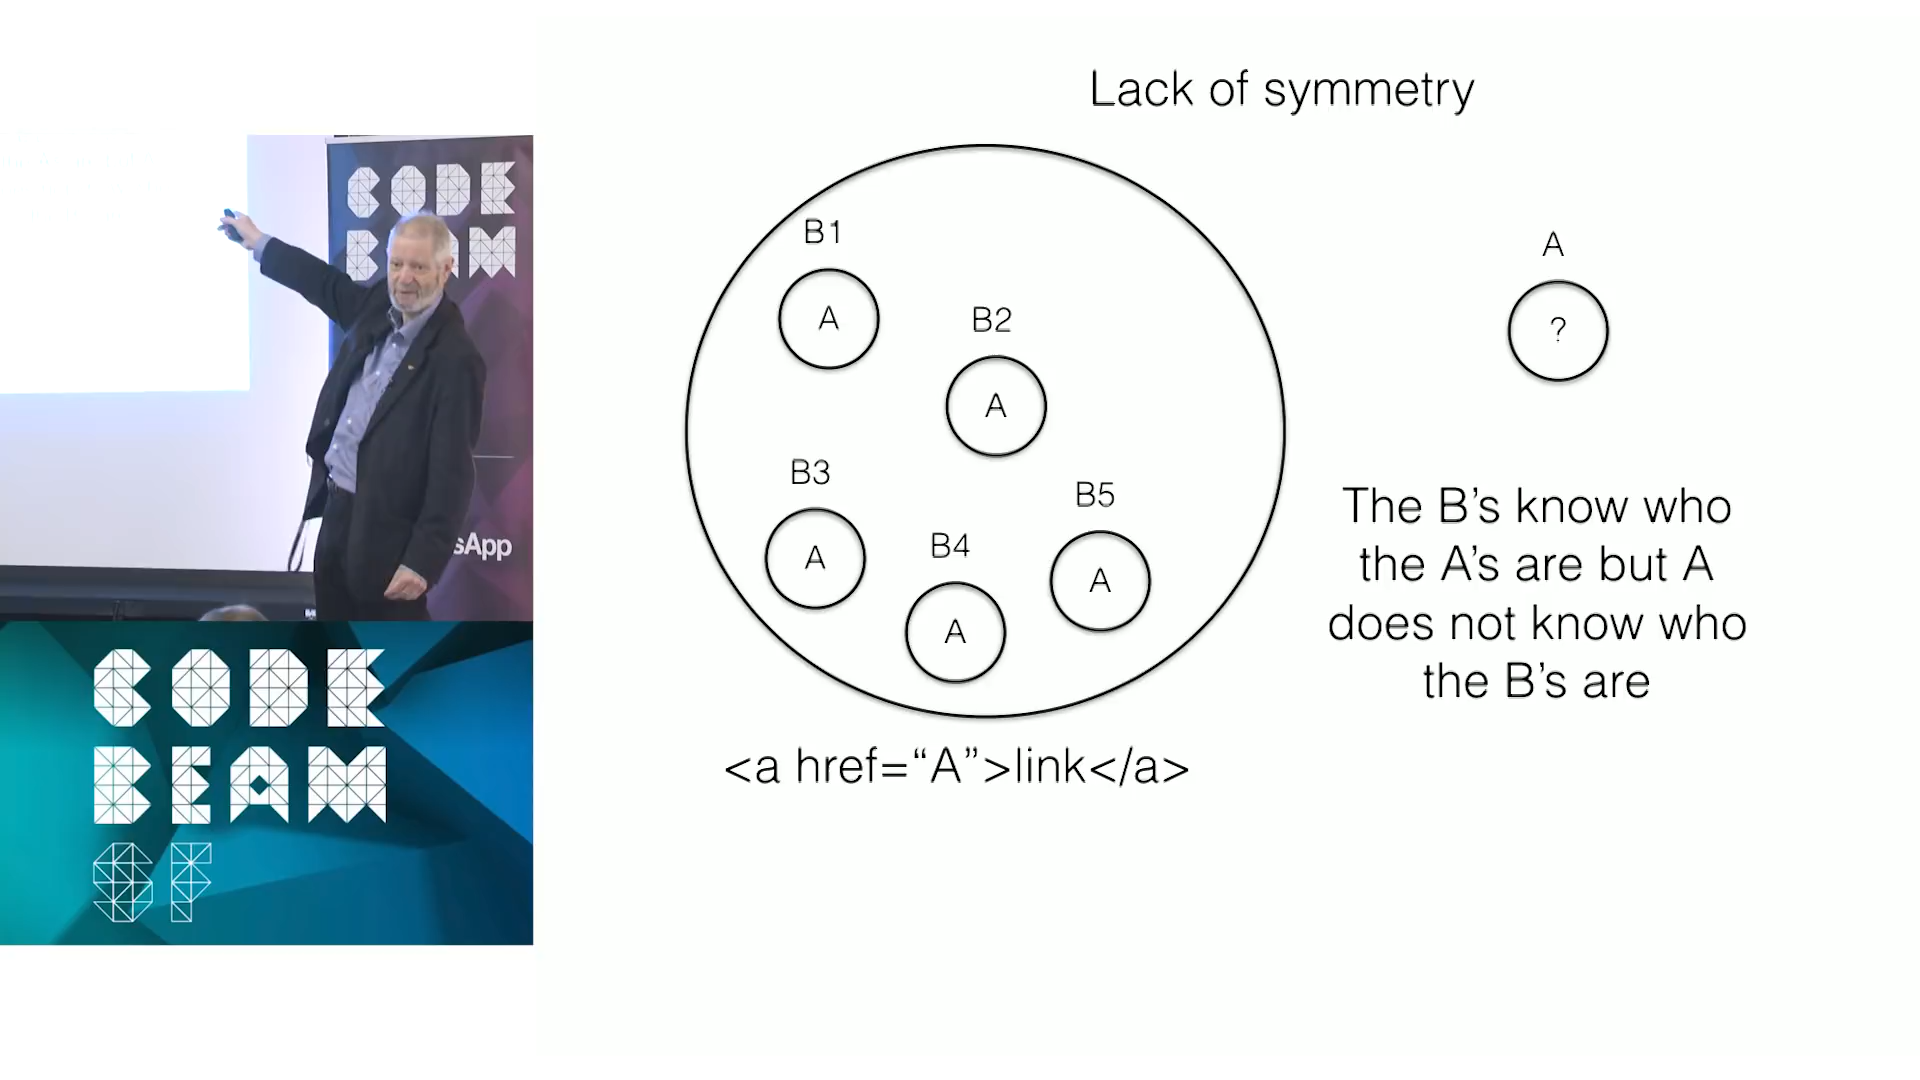 Lack of symmetry
B1
A
B2
A
B3
A
B4
A
B5
A
A
?
The B’s know who
the A’s are but A
does not know who
the B’s are
<a href=“A”>link</a>
CODE
BEAM
sApp
CODE
BEAM
SF